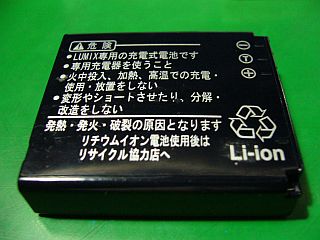 ⚠危険
●LUMIX専用の充電式電池です
●専用充電器を使うこと
●火中投入、加熱、高温での充電・
使用・放置をしない
●変形やショートさせたり、分解・
改造をしない
発熱・発火・破裂の原因となります
リチウムイオン電池使用後は
リサイクル協力店へ
Li-ion